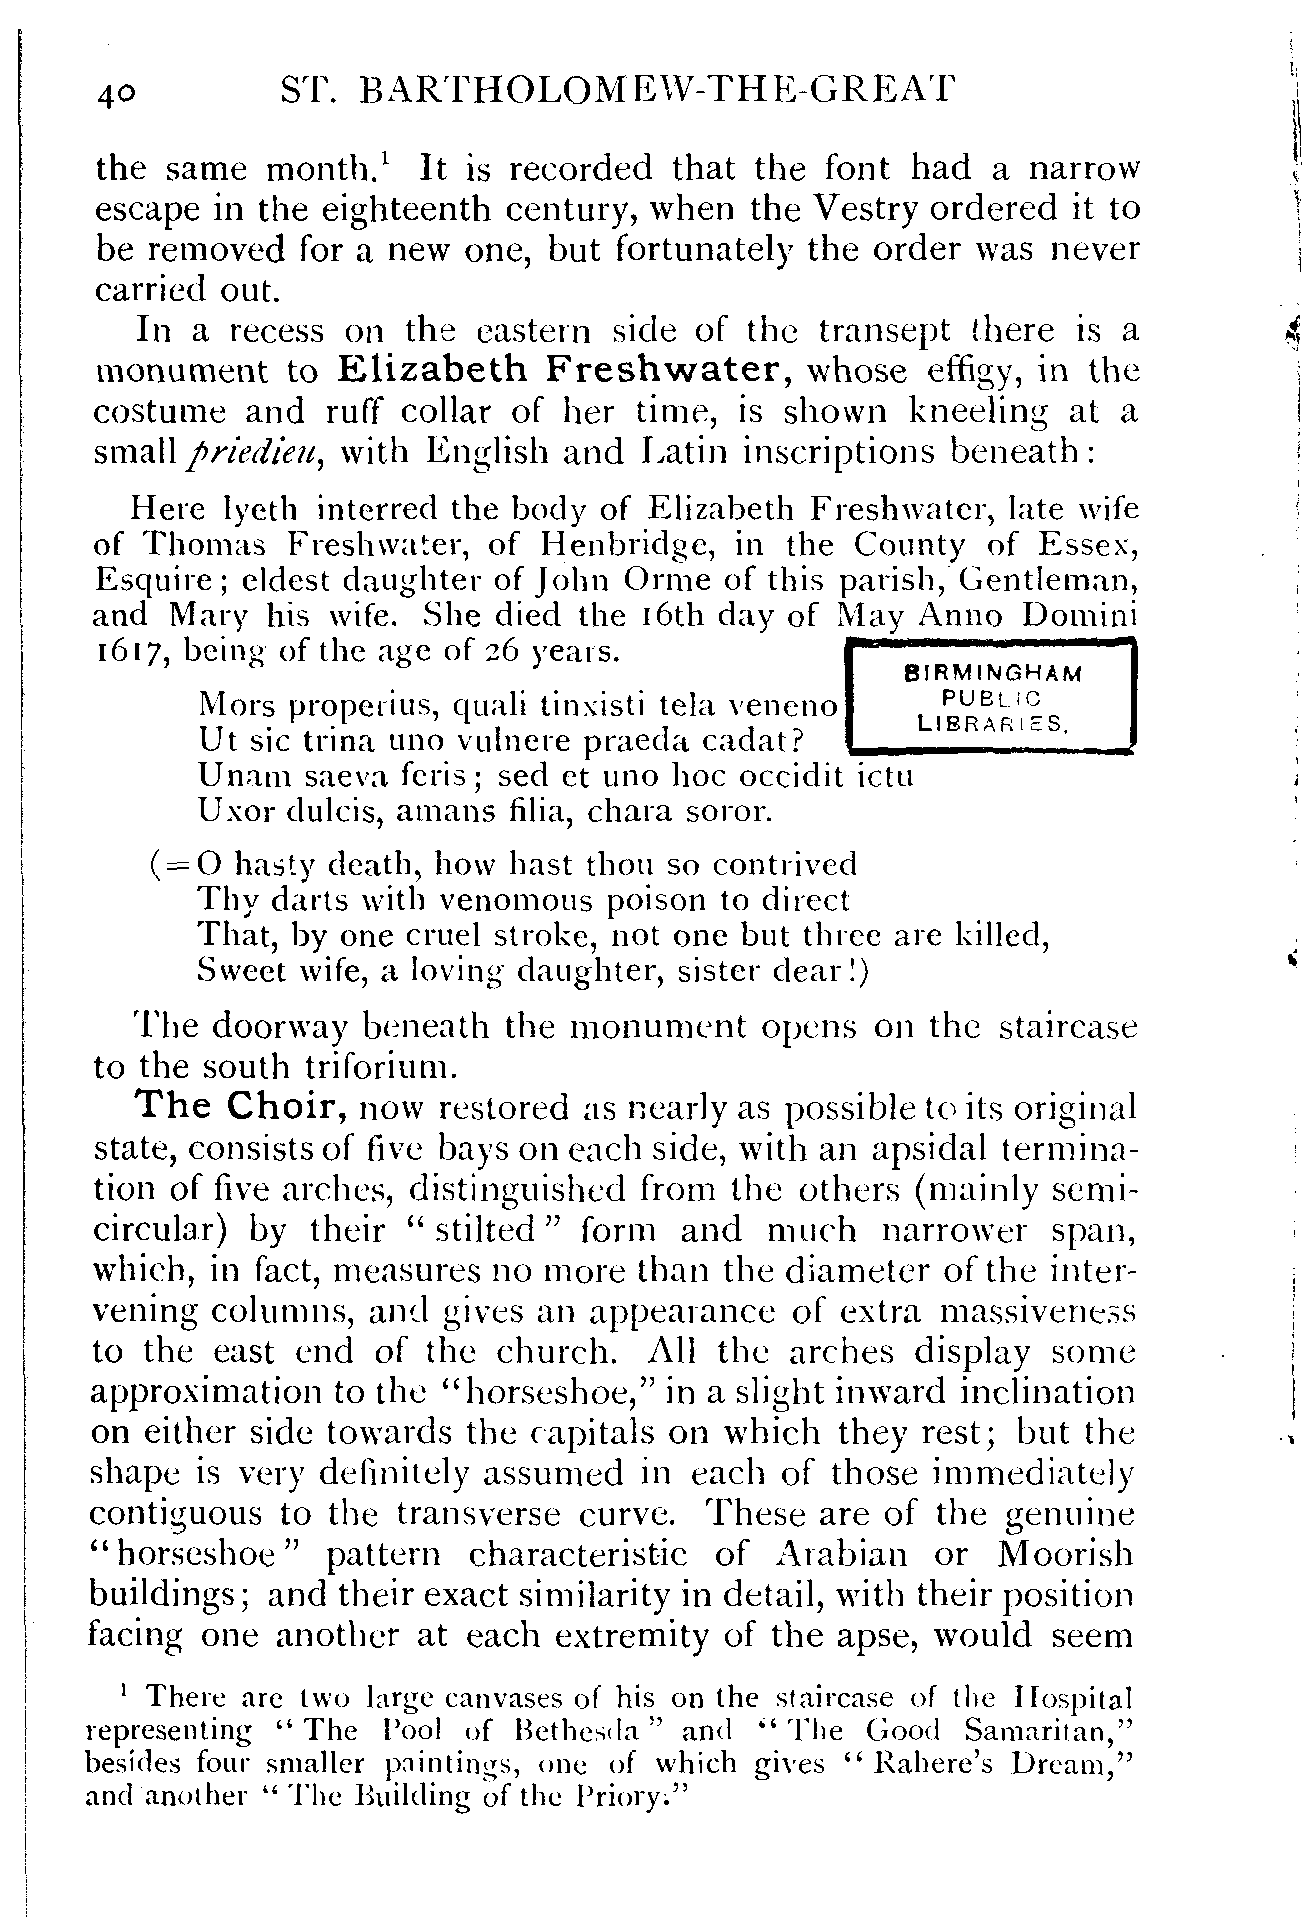 40 ST. BARTHOLOMEW-THE-GREAT
the same month.¹ It is recorded that the font had a narrow
escape in the eighteenth century, when the Vestry ordered it to
be removed for a new one, but fortunately the order was never
carried out.
In a recess on the eastern side of the transept there is a
monument to Elizabeth Freshwater, whose effigy, in the
costume and ruff collar of her time, is shown kneeling at a
small priedieu, with English and Latin inscriptions beneath:
Here lyeth interred the body of Elizabeth Freshwater, late wife
of Thomas Freshwater, of Henbridge, in the County of Essex,
Esquire; eldest daughter of John Orme of this parish, Gentleman,
and Mary his wife. She died the 16th day of May Anno Domini
1617, being of the age of 26 years.
BIRMINGHAM
PUBLIC
LIBRARIES.
Mors properius, quali tinxisti tela veneno
Ut sic trina uno vulnere praeda cadat?
Unam saeva feris; sed et uno hoc occidit ictu
Uxor dulcis, amans filia, chara soror.
(=O hasty death, how hast thou so contrived
Thy darts with venomous poison to direct
That, by one cruel stroke, not one but three are killed,
Sweet wife, a loving daughter, sister dear!)
The doorway beneath the monument opens on the staircase
to the south triforium.
The Choir, now restored as nearly as possible to its original
state, consists of five bays on each side, with an apsidal termina-
tion of five arches, distinguished from the others (mainly semi-
circular) by their "stilted" form and much narrower span,
which, in fact, measures no more than the diameter of the inter-
vening columns, and gives an appearance of extra massiveness
to the east end of the church. All the arches display some
approximation to the "horseshoe," in a slight inward inclination
on either side towards the capitals on which they rest; but the
shape is very definitely assumed in each of those immediately
contiguous to the transverse curve. These are of the genuine
"horseshoe" pattern characteristic of Arabian or Moorish
buildings; and their exact similarity in detail, with their position
facing one another at each extremity of the apse, would seem
¹ There are two large canvases of his on the staircase of the Hospital
representing "The Pool of Bethesda" and "The Good Samaritan,"
besides four smaller paintings, one of which gives "Rahere's Dream,"
and another "The Building of the Priory."